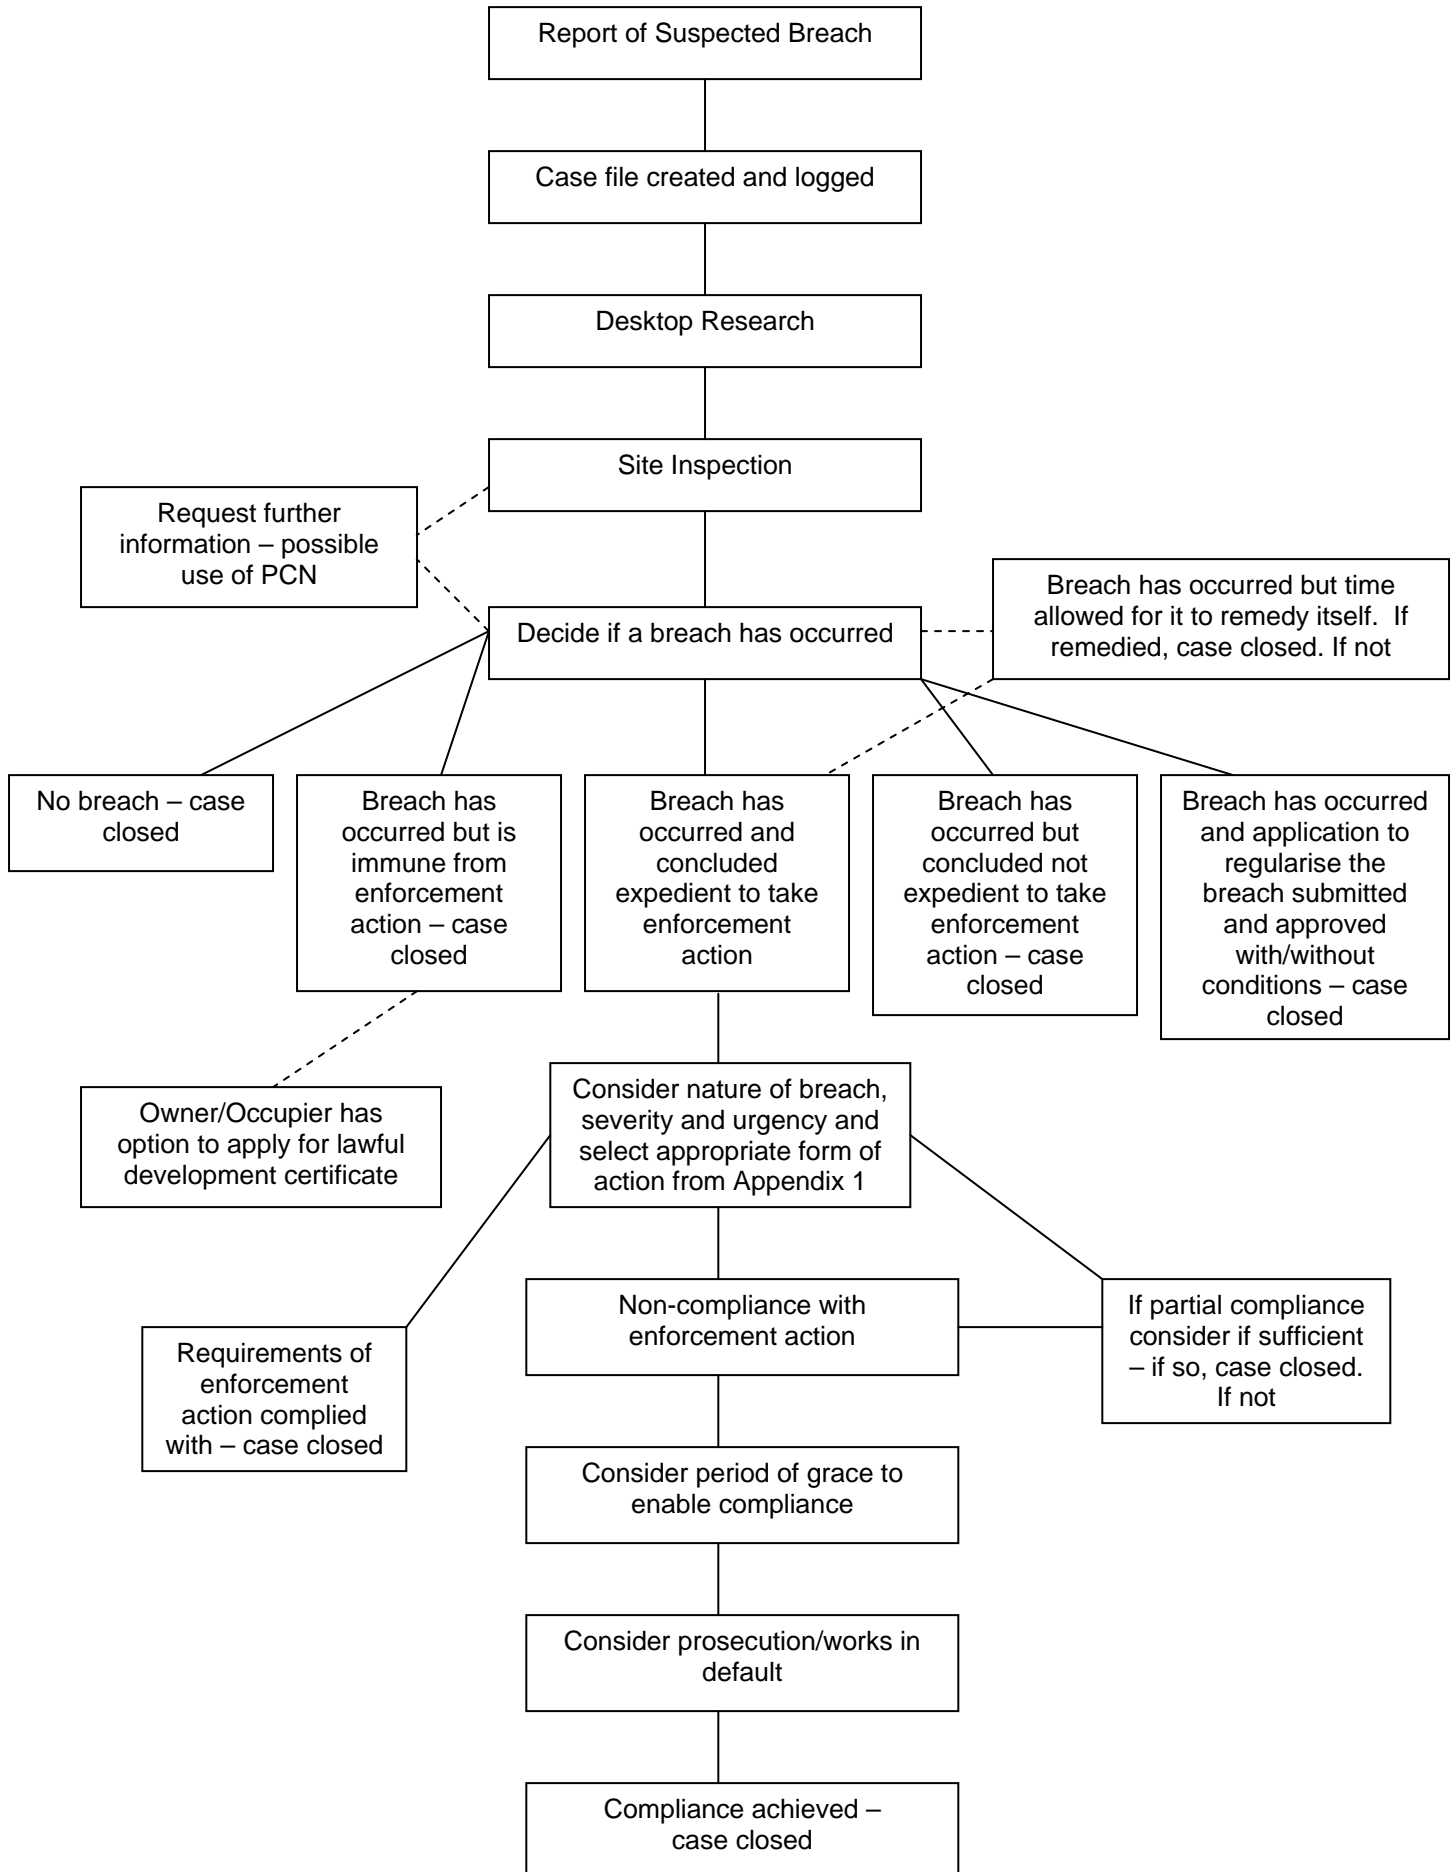 Report of Suspected Breach
Case file created and logged
Desktop Research
Site Inspection
Request further
information – possible
use of PCN
Breach has occurred but time
allowed for it to remedy itself.  If
remedied, case closed. If not
Decide if a breach has occurred
No breach – case
closed
Breach has
occurred but is
immune from
enforcement
action – case
closed
Breach has
occurred and
concluded
expedient to take
enforcement
action
Breach has
occurred but
concluded not
expedient to take
enforcement
action – case
closed
Breach has occurred
and application to
regularise the
breach submitted
and approved
with/without
conditions – case
closed
Owner/Occupier has
option to apply for lawful
development certificate
Consider nature of breach,
severity and urgency and
select appropriate form of
action from Appendix 1
Requirements of
enforcement
action complied
with – case closed
Non-compliance with
enforcement action
If partial compliance
consider if sufficient
– if so, case closed.
If not
Consider period of grace to
enable compliance
Consider prosecution/works in
default
Compliance achieved –
case closed